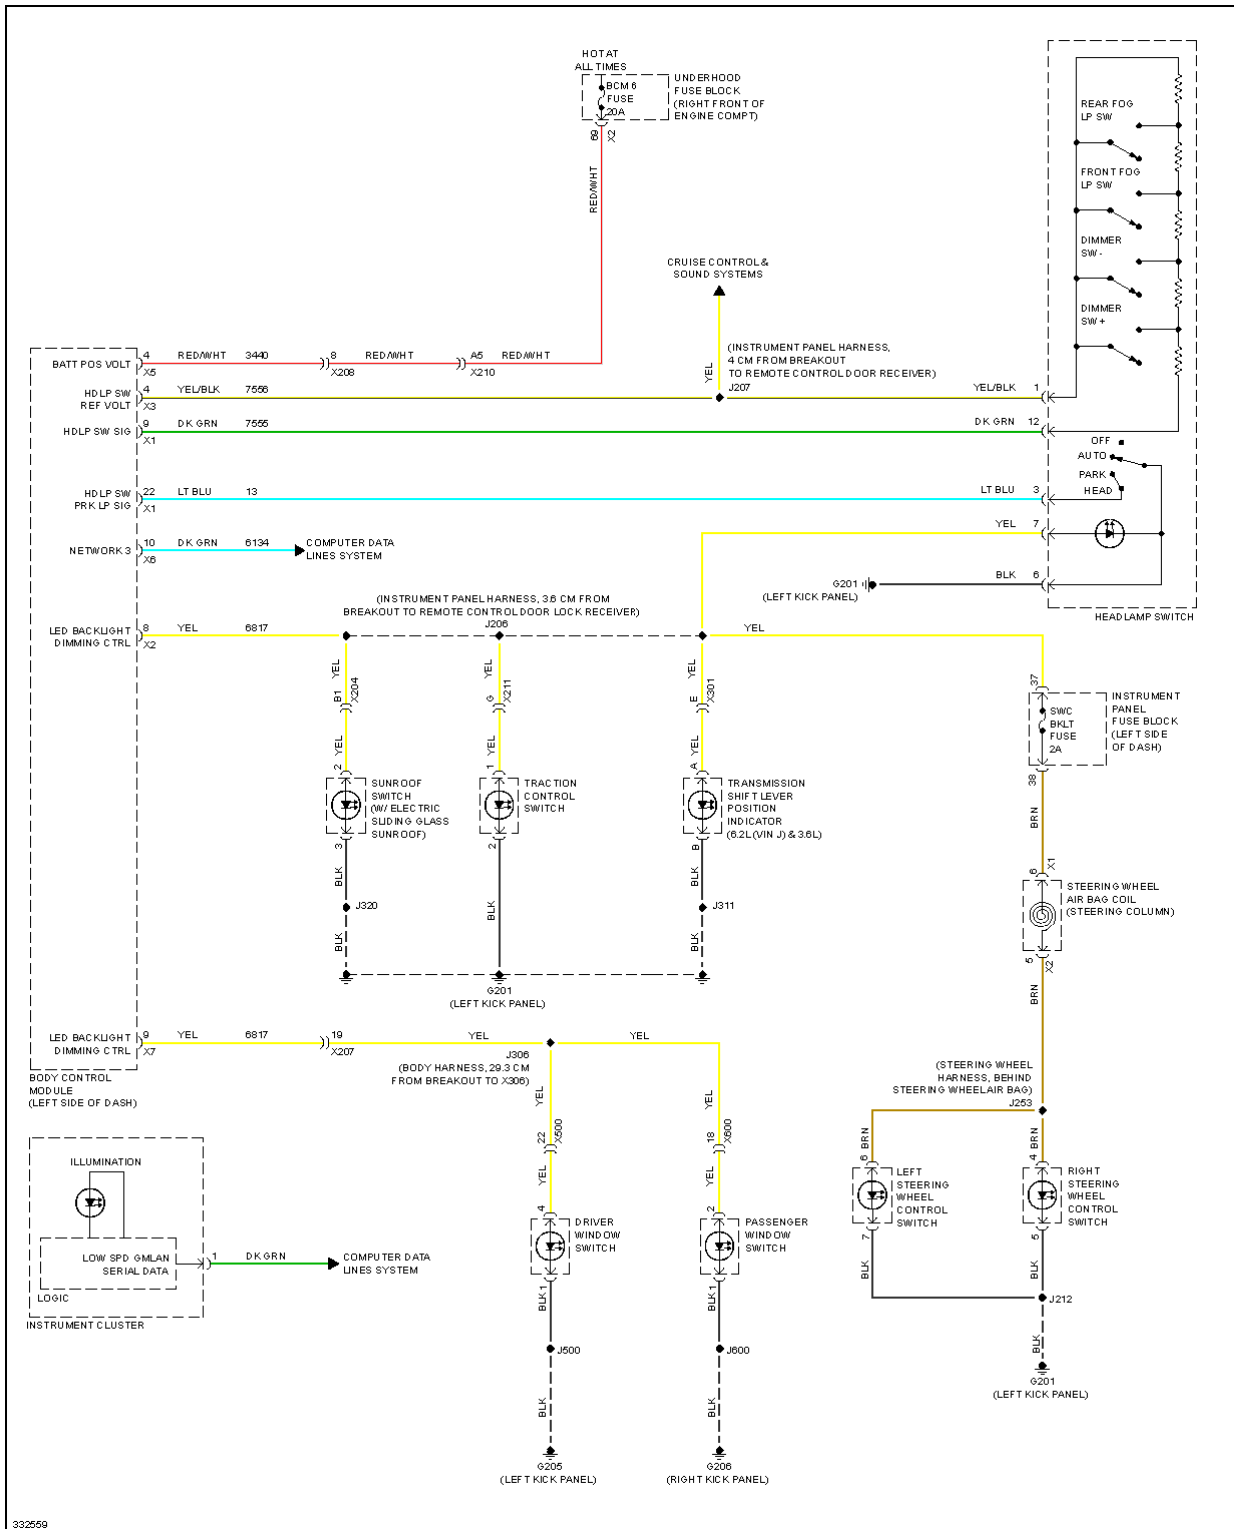 HOT AT
ALL TIMES
BCM 6
FUSE
20A
UNDERHOOD
FUSE BLOCK
(RIGHT FRONT OF
ENGINE COMPT)
69
X2
RED/WHT
REAR FOG
LP SW
FRONT FOG
LP SW
DIMMER
SW -
DIMMER
SW +
CRUISE CONTROL &
SOUND SYSTEMS
YEL
(INSTRUMENT PANEL HARNESS,
4 CM FROM BREAKOUT
TO REMOTE CONTROL DOOR RECEIVER)
J207
BATT POS VOLT
4
X5
RED/WHT
3440
8
X208
RED/WHT
A5
X210
RED/WHT
HDLP SW
REF VOLT
4
X3
YEL/BLK
7556
YEL/BLK
1
HDLP SW SIG
9
X1
DK GRN
7555
DK GRN
12
OFF
AUTO
PARK
HEAD
HDLP SW
PRK LP SIG
22
X1
LT BLU
13
LT BLU
3
YEL
7
NETWORK 3
10
X6
DK GRN
6134
COMPUTER DATA
LINES SYSTEM
G201
(LEFT KICK PANEL)
BLK
6
HEADLAMP SWITCH
(INSTRUMENT PANEL HARNESS, 3.6 CM FROM
BREAKOUT TO REMOTE CONTROL DOOR LOCK RECEIVER)
J206
LED BACKLIGHT
DIMMING CTRL
8
X2
YEL
6817
YEL
YEL
B1
X204
YEL
2
SUNROOF
SWITCH
(W/ ELECTRIC
SLIDING GLASS
SUNROOF)
3
BLK
J320
BLK
YEL
G
X211
YEL
1
TRACTION
CONTROL
SWITCH
2
BLK
G201
(LEFT KICK PANEL)
YEL
E
X301
YEL
A
TRANSMISSION
SHIFT LEVER
POSITION
INDICATOR
(6.2L (VIN J) & 3.6L)
B
BLK
J311
BLK
37
SWC
BKLT
FUSE
2A
INSTRUMENT
PANEL
FUSE BLOCK
(LEFT SIDE
OF DASH)
38
BRN
6
X1
STEERING WHEEL
AIR BAG COIL
(STEERING COLUMN)
5
X2
BRN
(STEERING WHEEL
HARNESS, BEHIND
STEERING WHEEL AIR BAG)
J253
BRN
6
LEFT
STEERING
WHEEL
CONTROL
SWITCH
7
BLK
BRN
4
RIGHT
STEERING
WHEEL
CONTROL
SWITCH
5
BLK
J212
BLK
G201
(LEFT KICK PANEL)
LED BACKLIGHT
DIMMING CTRL
9
X7
YEL
6817
19
X207
YEL
YEL
J306
(BODY HARNESS, 29.3 CM
FROM BREAKOUT TO X306)
BODY CONTROL
MODULE
(LEFT SIDE OF DASH)
YEL
22
X500
YEL
4
DRIVER
WINDOW
SWITCH
1
BLK
J500
BLK
G205
(LEFT KICK PANEL)
YEL
18
X600
YEL
2
PASSENGER
WINDOW
SWITCH
1
BLK
J600
BLK
G206
(RIGHT KICK PANEL)
ILLUMINATION
LOW SPD GMLAN
SERIAL DATA
LOGIC
1
DK GRN
COMPUTER DATA
LINES SYSTEM
INSTRUMENT CLUSTER
332559